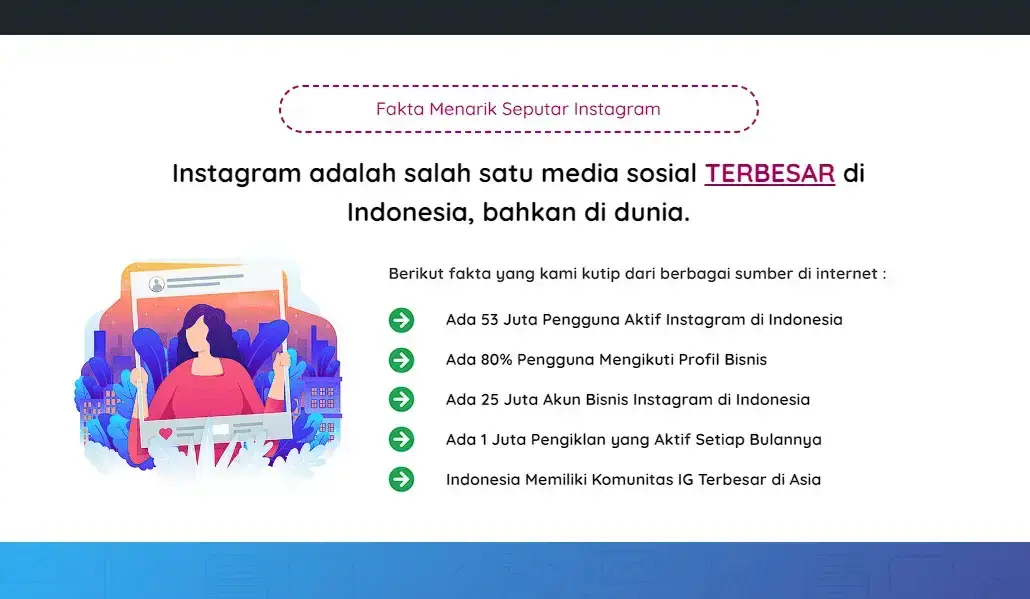 Fakta Menarik Seputar Instagram
Instagram adalah salah satu media sosial TERBESAR di
Indonesia, bahkan di dunia.
Berikut fakta yang kami kutip dari berbagai sumber di internet :
Ada 53 Juta Pengguna Aktif Instagram di Indonesia
Ada 80% Pengguna Mengikuti Profil Bisnis
Ada 25 Juta Akun Bisnis Instagram di Indonesia
Ada 1 Juta Pengiklan yang Aktif Setiap Bulannya
Indonesia Memiliki Komunitas IG Terbesar di Asia